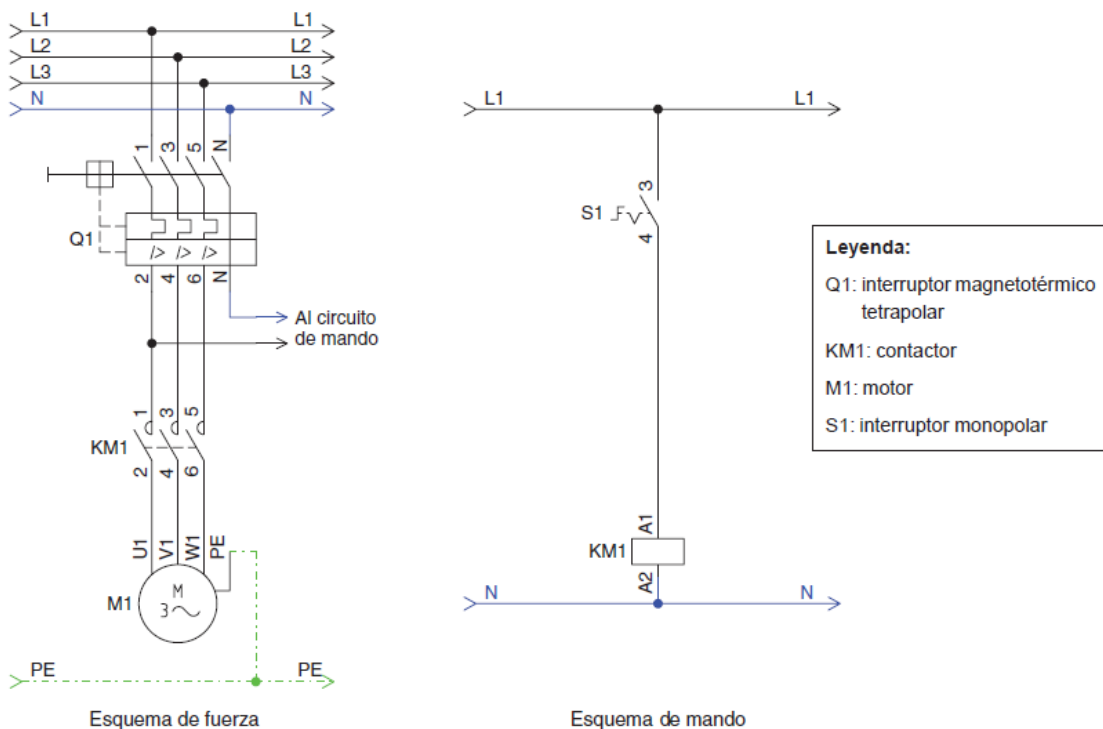 L1 L1
L2 L2
L3 L3
N N
1 3 5 N
Q1
I> I> I>
2 4 6 N
Al circuito
de mando
1 3 5
KM1
2 4 6
U1 V1 W1 PE
M1
M
3
PE PE
Esquema de fuerza
L1 L1
3
S1
4
A1
KM1
A2
N N
Esquema de mando
Leyenda:
Q1: interruptor magnetotérmico
tetrapolar
KM1: contactor
M1: motor
S1: interruptor monopolar